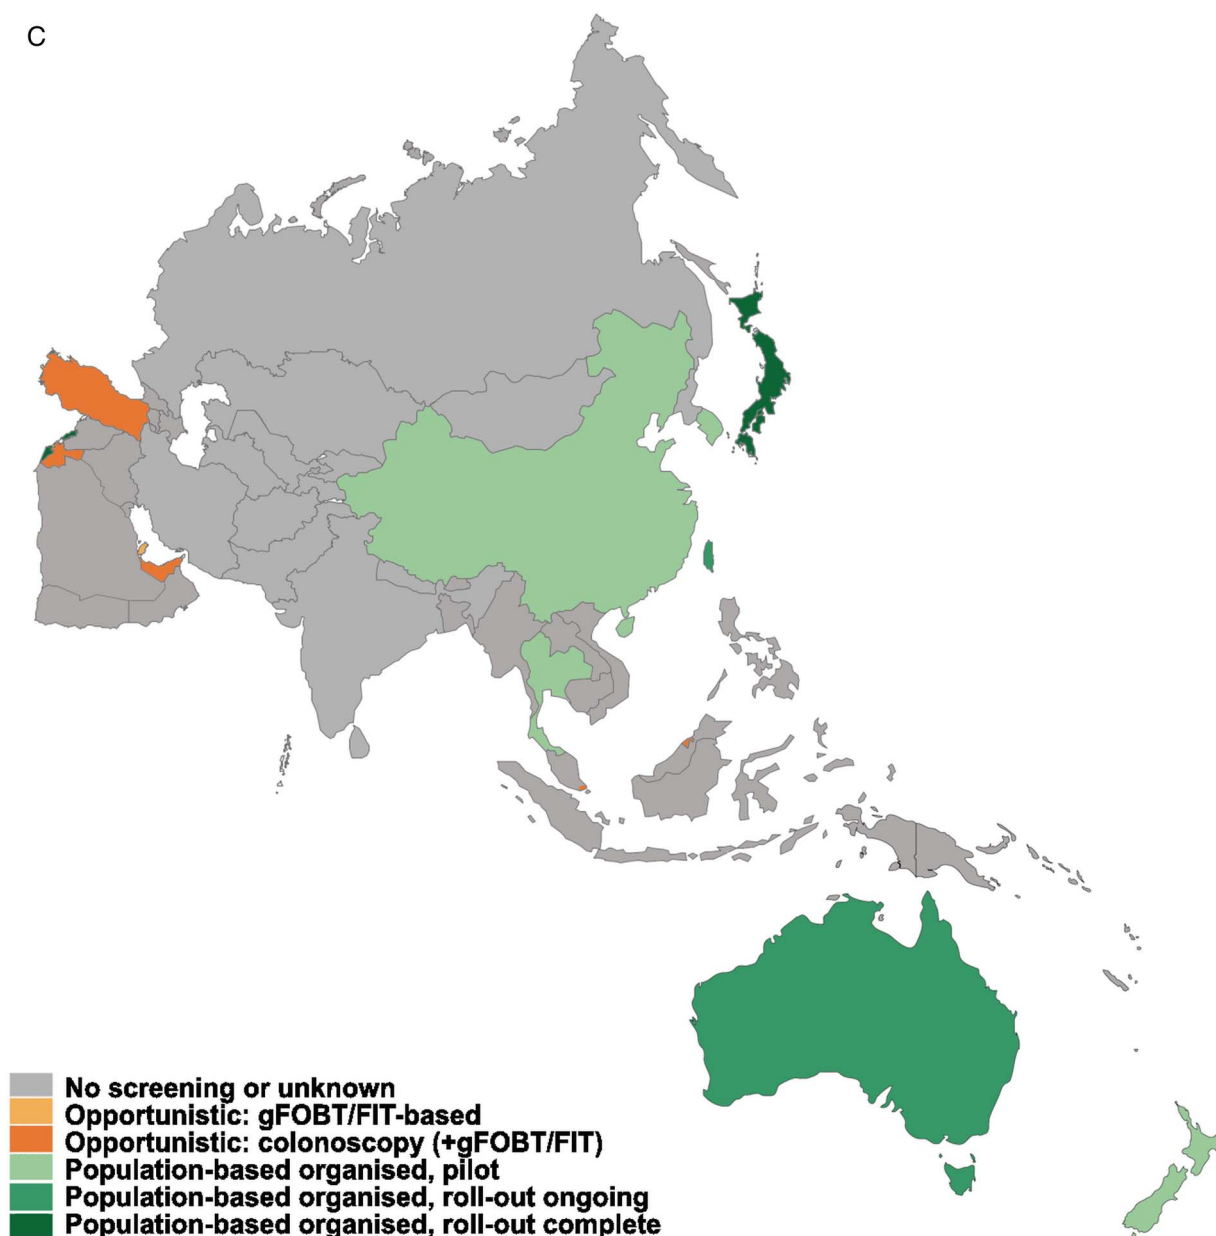 C
No screening or unknown
Opportunistic: gFOBT/FIT-based
Opportunistic: colonoscopy (+gFOBT/FIT)
Population-based organised, pilot
Population-based organised, roll-out ongoing
Population-based organised, roll-out complete